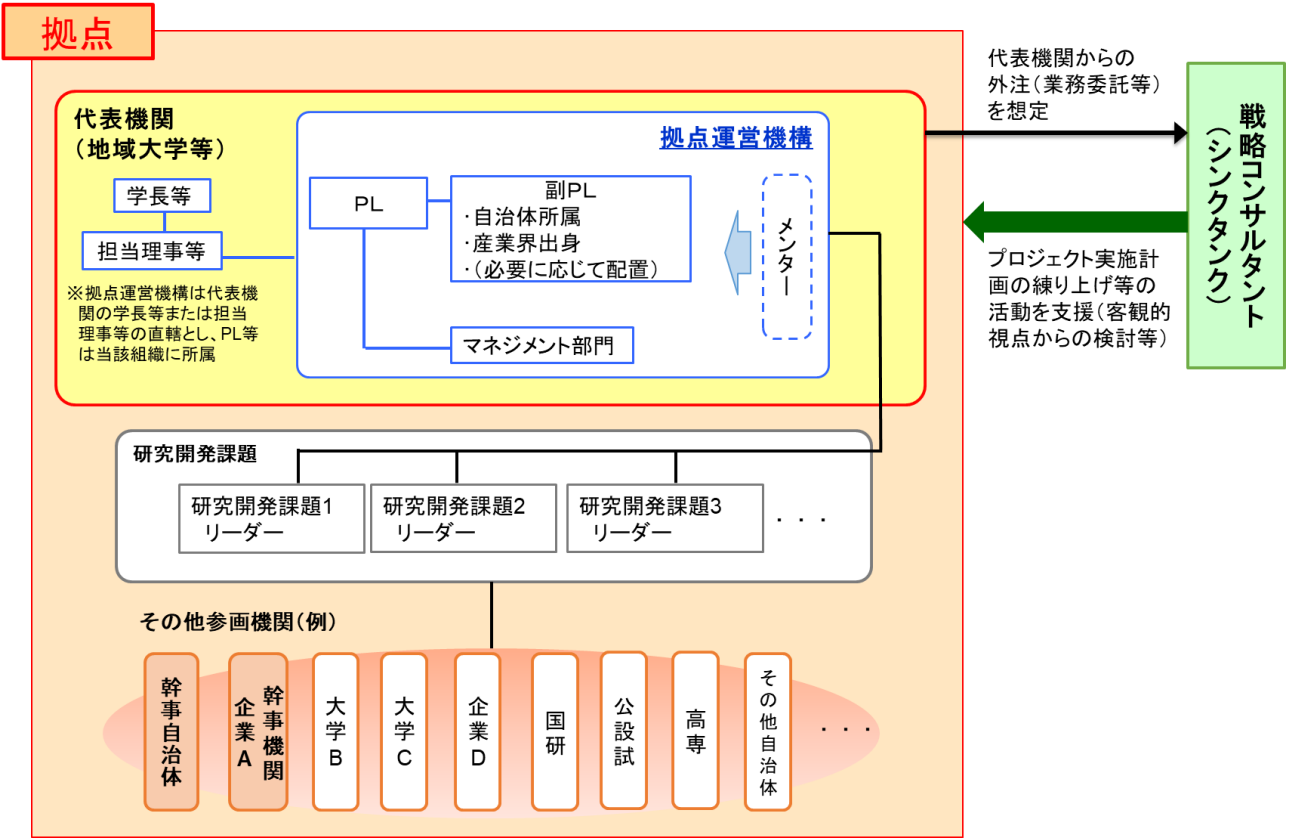 拠点
代表機関
（地域大学等）
学長等
担当理事等
※拠点運営機構は代表機
関の学長等または担当
理事等の直轄とし、PL等
は当該組織に所属
拠点運営機構
PL
副PL
・自治体所属
・産業界出身
・（必要に応じて配置）
メンター
マネジメント部門
代表機関からの
外注（業務委託等）
を想定
戦略コンサルタント
（シンクタンク）
プロジェクト実施計
画の練り上げ等の
活動を支援（客観的
視点からの検討等）
研究開発課題
研究開発課題1
リーダー
研究開発課題2
リーダー
研究開発課題3
リーダー
・・・
その他参画機関（例）
幹事自治体
幹事機関
企業A
大学B
大学C
企業D
国研
公設試
高専
その他自治体
・・・